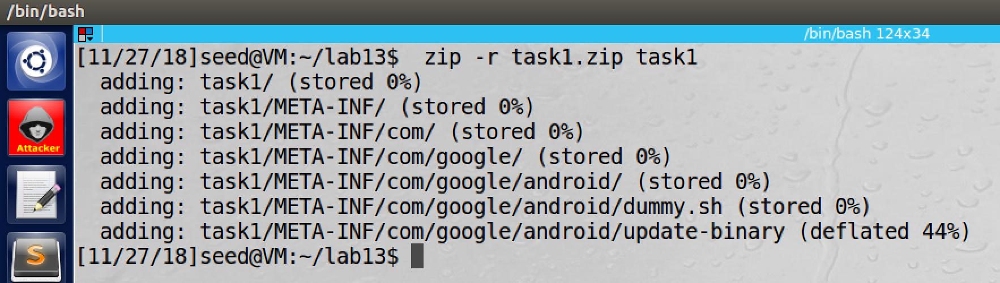 /bin/bash
/bin/bash 124x34
[11/27/18]seed@VM:~/lab13$  zip -r task1.zip task1
  adding: task1/ (stored 0%)
  adding: task1/META-INF/ (stored 0%)
  adding: task1/META-INF/com/ (stored 0%)
  adding: task1/META-INF/com/google/ (stored 0%)
  adding: task1/META-INF/com/google/android/ (stored 0%)
  adding: task1/META-INF/com/google/android/dummy.sh (stored 0%)
  adding: task1/META-INF/com/google/android/update-binary (deflated 44%)
[11/27/18]seed@VM:~/lab13$
Attacker
S